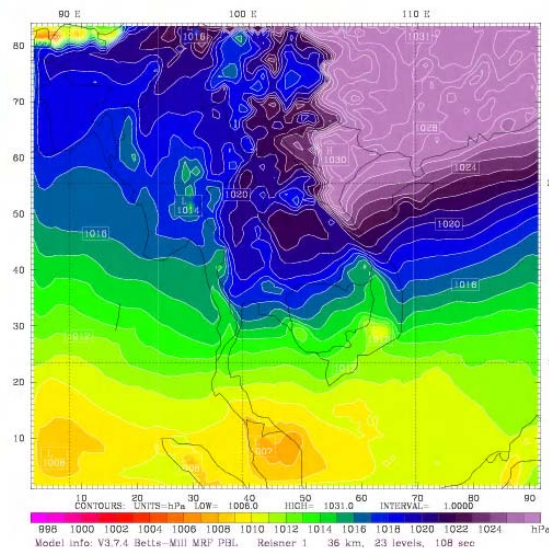 90 E 100 E 110 E
80
1016
1031
70
1028
60
H
1030
1024
L
1014
1020
50
1016
1020
40
1016
30
1012
20
10
L
1006
1008
10 20 30 40 50 60 70 80 90
CONTOURS: UNITS=hPa LOW= 1006.0 HIGH= 1031.0 INTERVAL= 1.0000
998 1000 1002 1004 1006 1008 1010 1012 1014 1016 1018 1020 1022 1024 hPa
Model info: V3.7.4 Betts-Mill MRF PBL Reisner 1 36 km, 23 levels, 108 sec